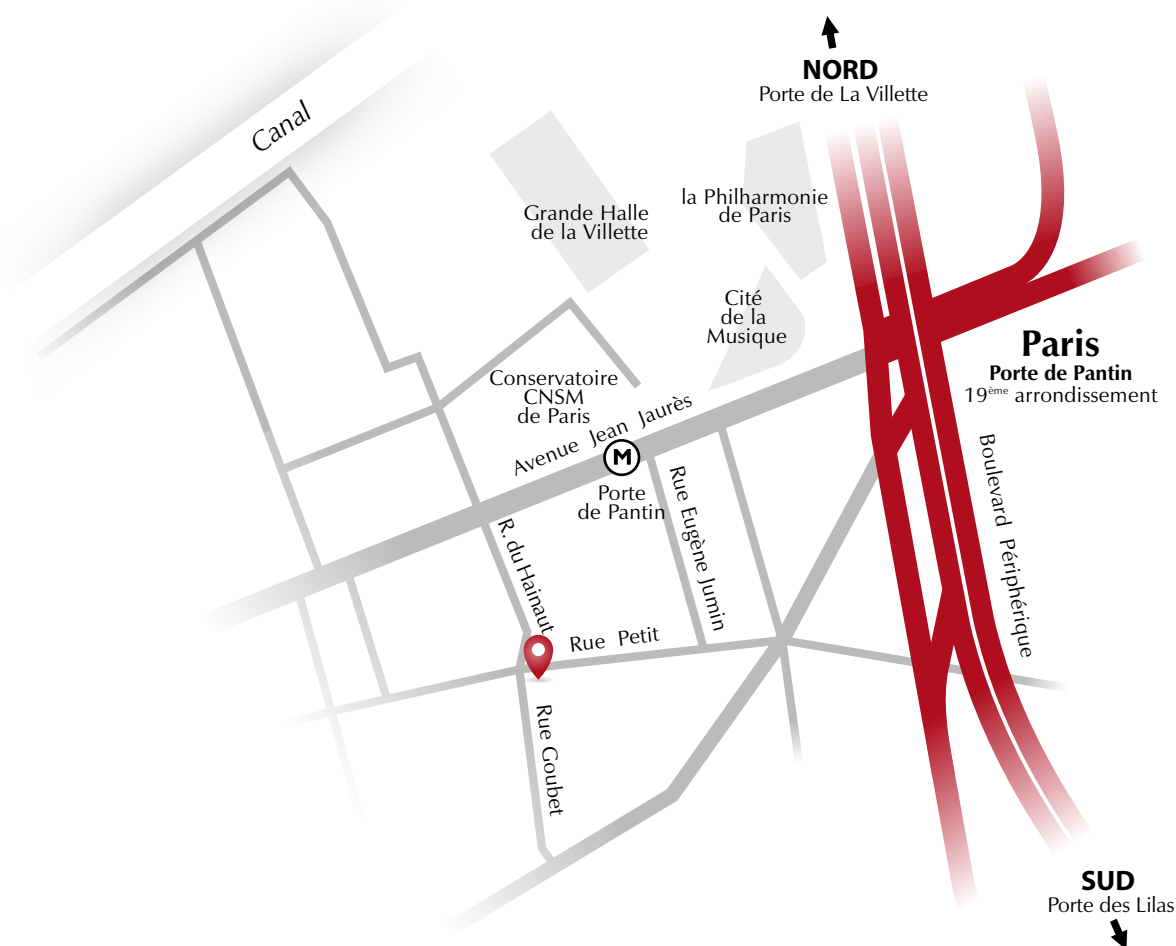 NORD
Porte de La Villette
Canal
la Philharmonie
de Paris
Grande Halle
de la Villette
Cité
de la
Musique
Paris
Porte de Pantin
19ème arrondissement
Conservatoire
CNSM
de Paris
Avenue Jean Jaurès
M
Porte
de Pantin
Rue Eugène Jumin
Boulevard Périphérique
R. du Hainaut
Rue Petit
Rue Goubet
SUD
Porte des Lilas